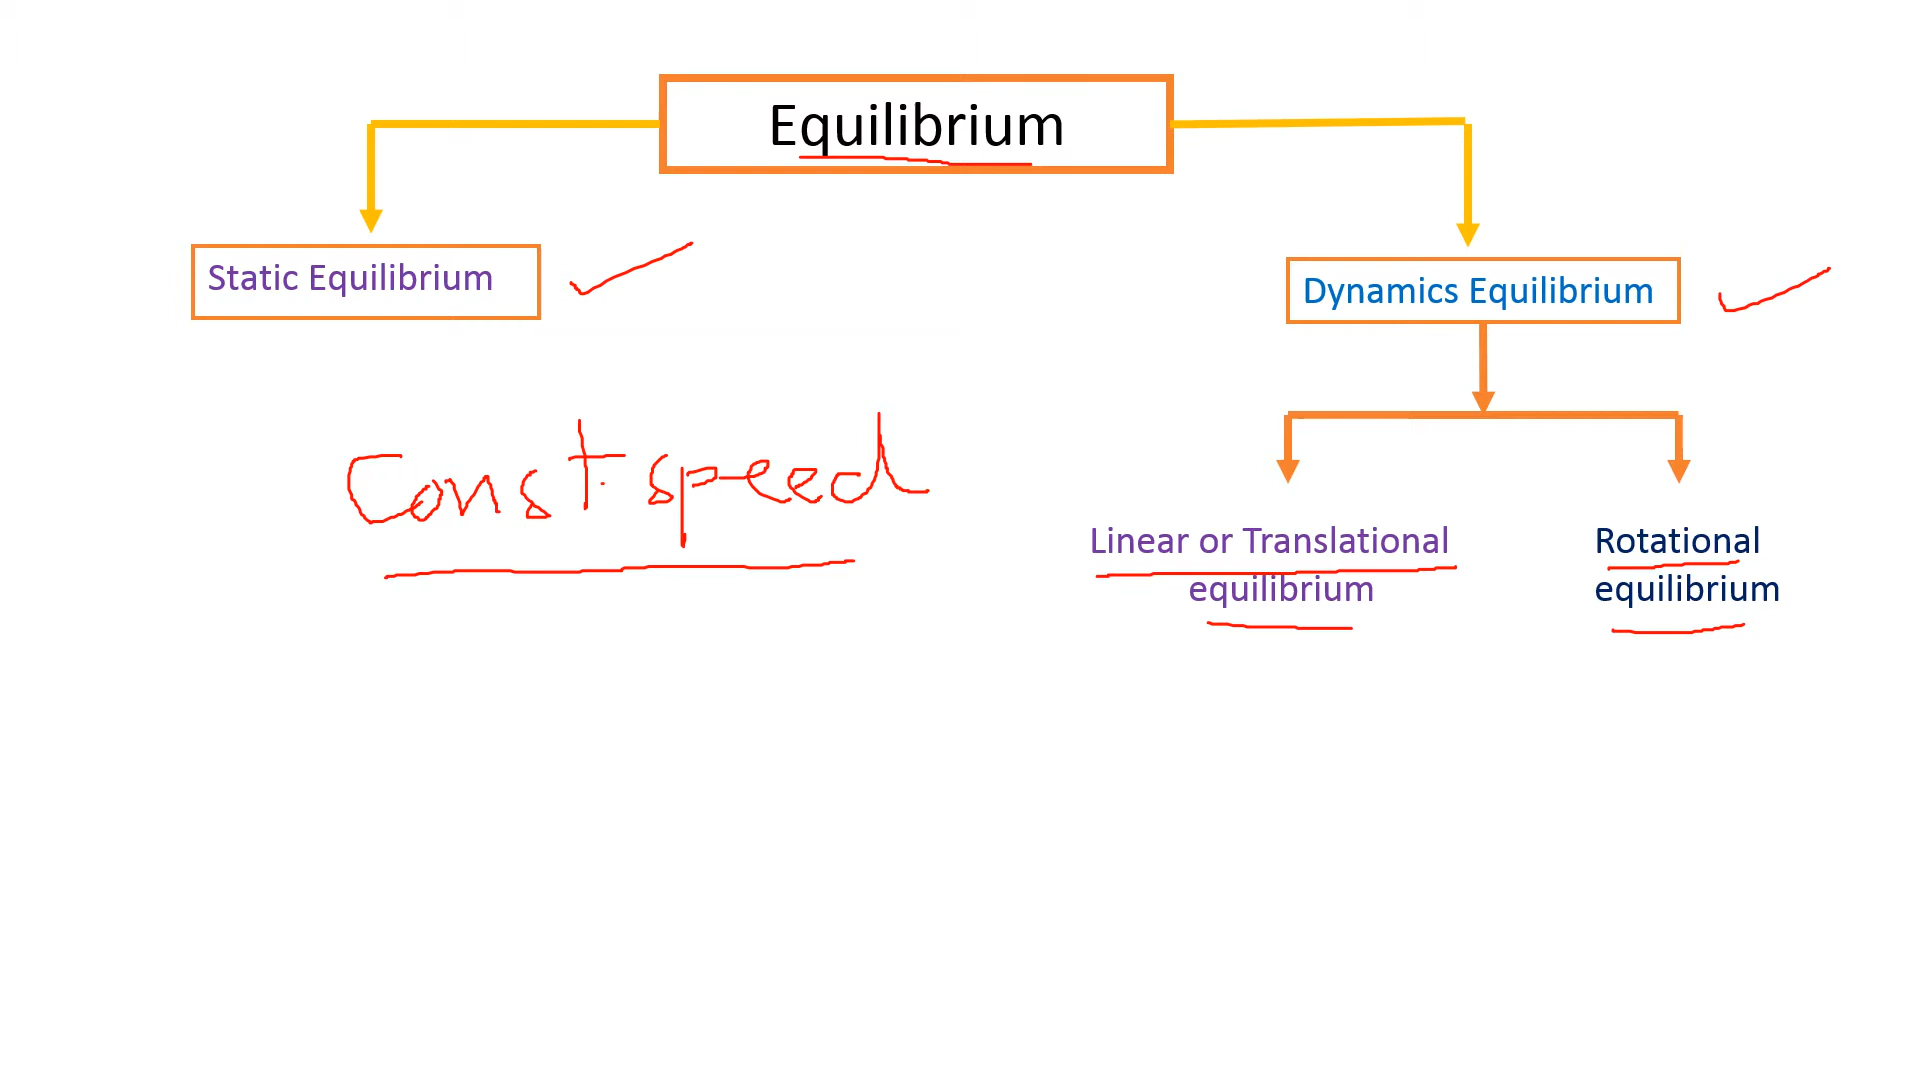 Equilibrium
Static Equilibrium
Dynamics Equilibrium
Const speed
Linear or Translational
equilibrium
Rotational
equilibrium